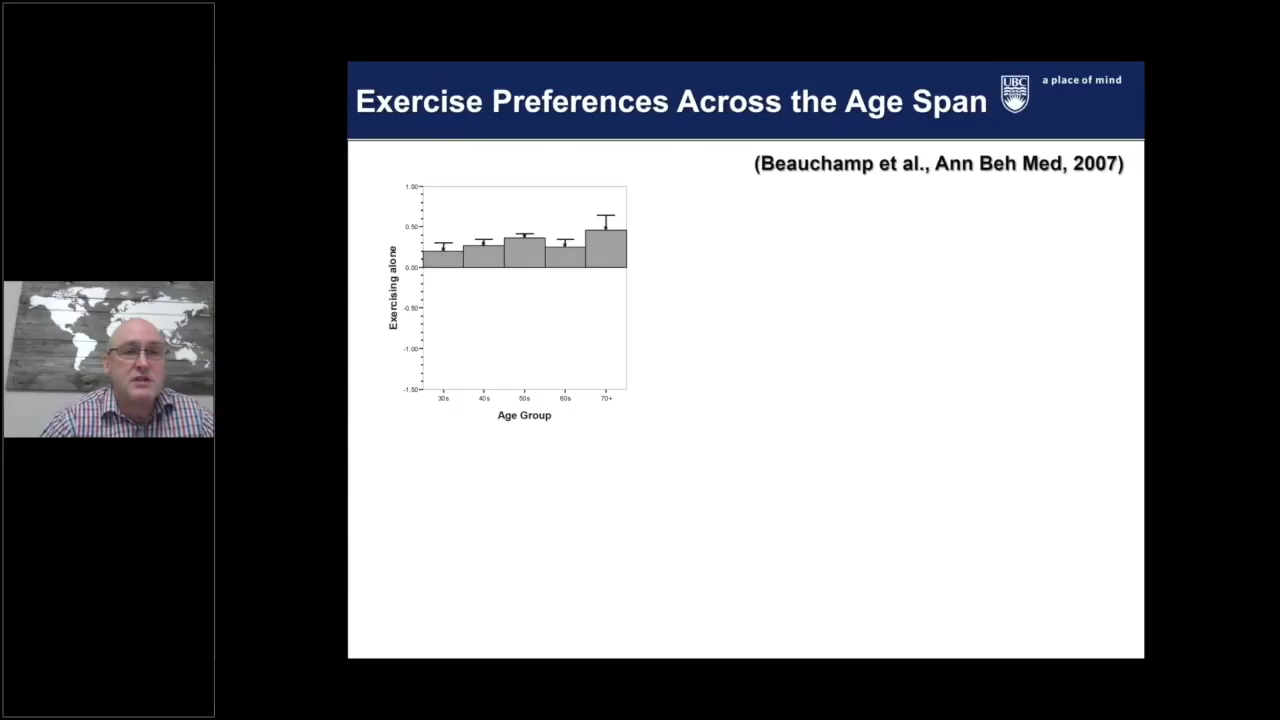 Exercise Preferences Across the Age Span
UBC
a place of mind
(Beauchamp et al., Ann Beh Med, 2007)
1.00
0.50
0.00
-0.50
-1.00
-1.50
Exercising alone
30s 40s 50s 60s 70+
Age Group